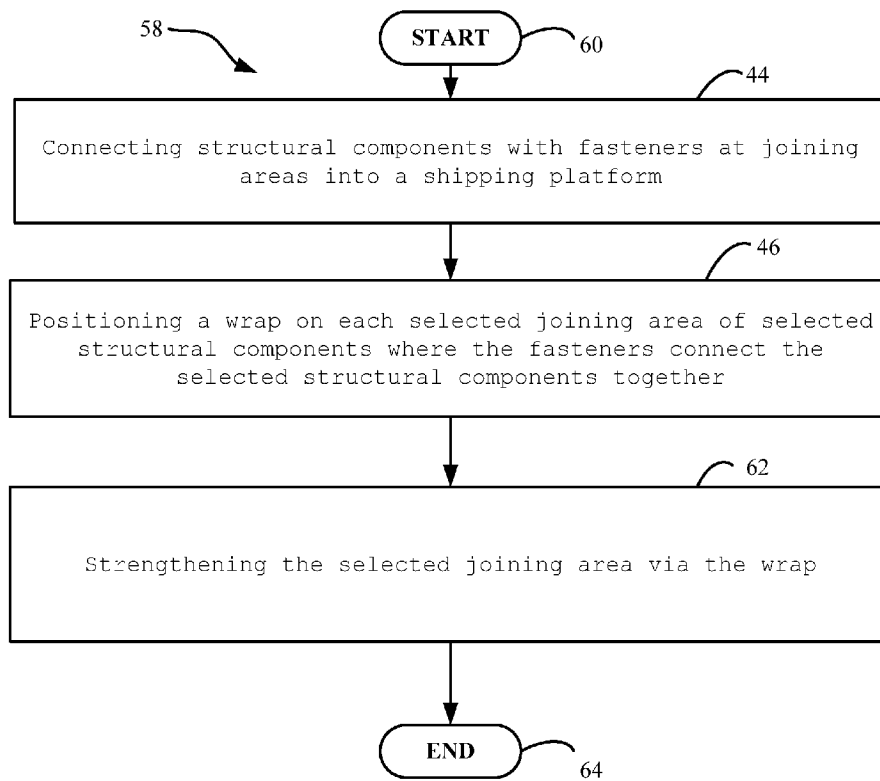 58
START
60
44
Connecting structural components with fasteners at joining
areas into a shipping platform
46
Positioning a wrap on each selected joining area of selected
structural components where the fasteners connect the
selected structural components together
62
Strengthening the selected joining area via the wrap
END
64